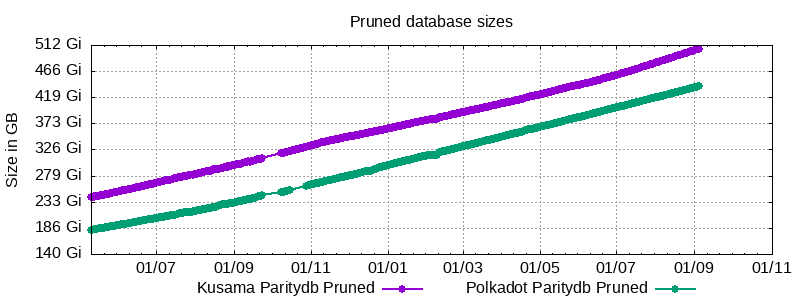 Pruned database sizes
Size in GB
512 Gi
466 Gi
419 Gi
373 Gi
326 Gi
279 Gi
233 Gi
186 Gi
140 Gi
01/07 01/09 01/11 01/01 01/03 01/05 01/07 01/09 01/11
Kusama Paritydb Pruned Polkadot Paritydb Pruned